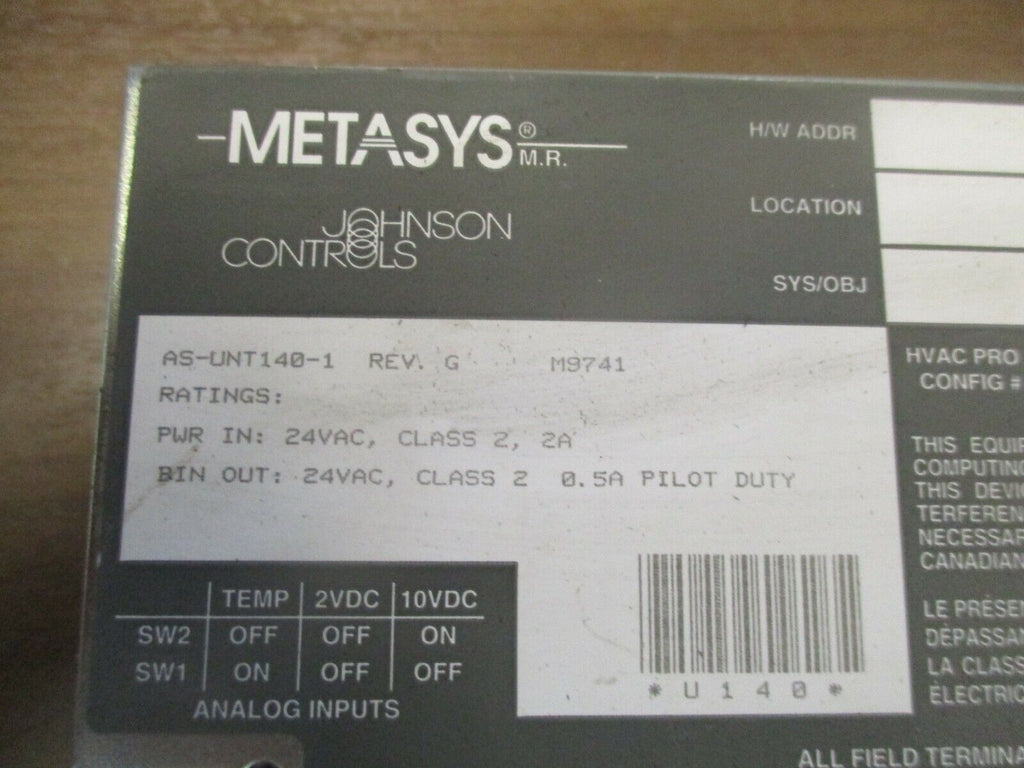 METASYS® M.R.
JOHNSON
CONTROLS
H/W ADDR
LOCATION
SYS/OBJ
AS-UNT140-1 REV. G M9741
RATINGS:
PWR IN: 24VAC, CLASS 2, 2A
BIN OUT: 24VAC, CLASS 2 0.5A PILOT DUTY
*U140*
TEMP 2VDC 10VDC
SW2 OFF OFF ON
SW1 ON OFF OFF
ANALOG INPUTS
HVAC PRO
CONFIG #
THIS EQUIP
COMPUTING
THIS DEVI
TERFEREN
NECESSAR
CANADIAN
LE PRÉSE
DÉPASSA
LA CLASS
ÉLECTRIC
ALL FIELD TERMINA